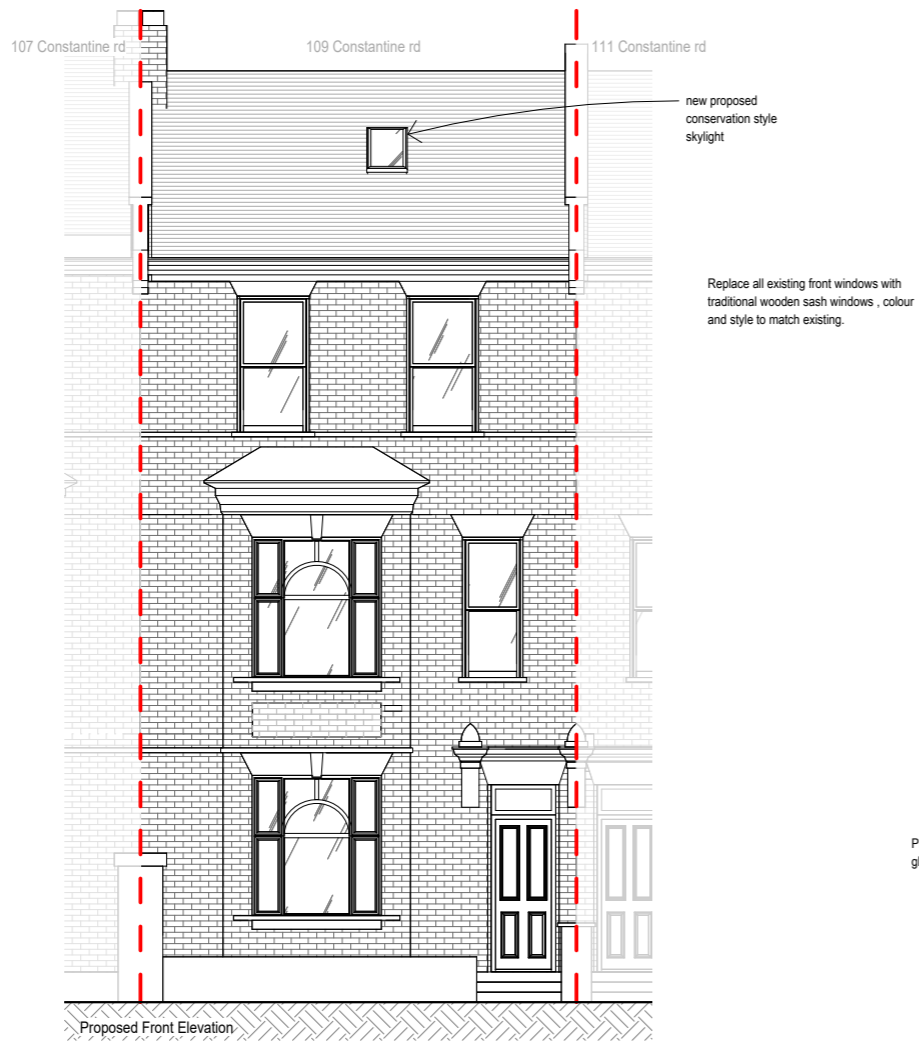 107 Constantine rd
109 Constantine rd
111 Constantine rd
new proposed
conservation style
skylight
Replace all existing front windows with
traditional wooden sash windows , colour
and style to match existing.
Proposed Front Elevation